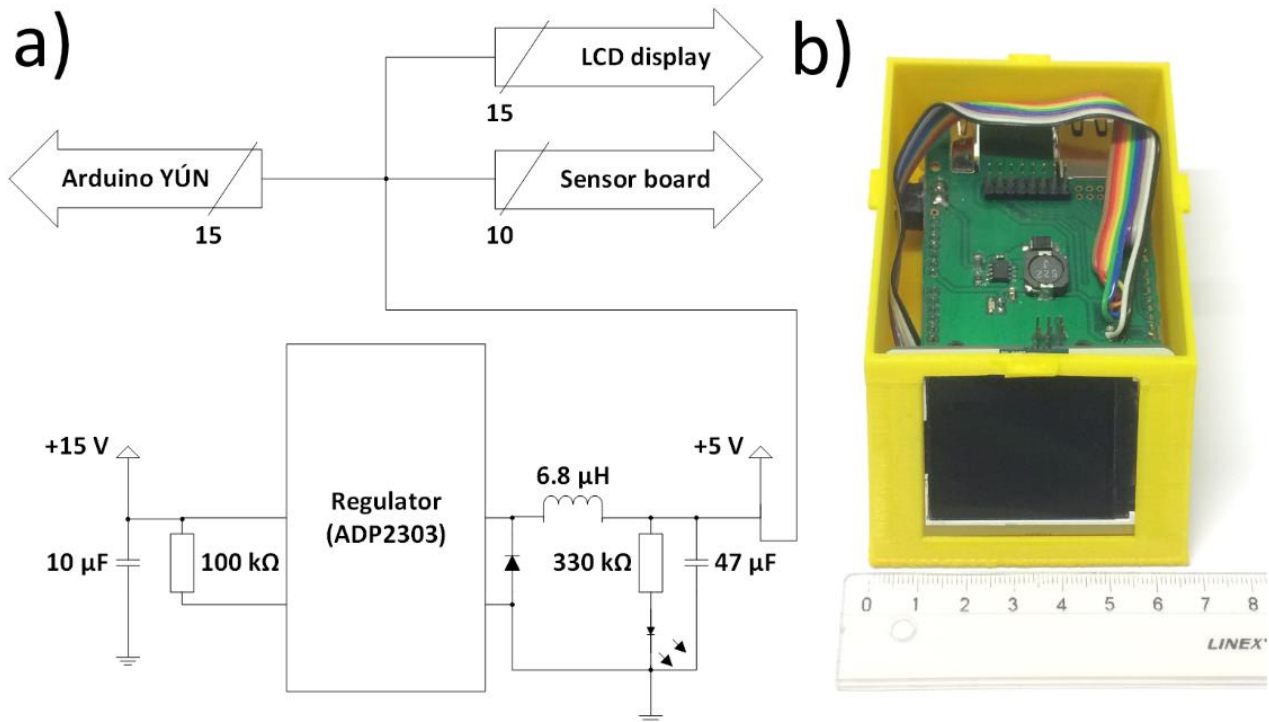 a)
LCD display
15
Arduino YÚN
15
Sensor board
10
+15 V
10 µF
100 kΩ
Regulator
(ADP2303)
6.8 µH
+5 V
330 kΩ
47 µF
b)
0 1 2 3 4 5 6 7 8
LINEX